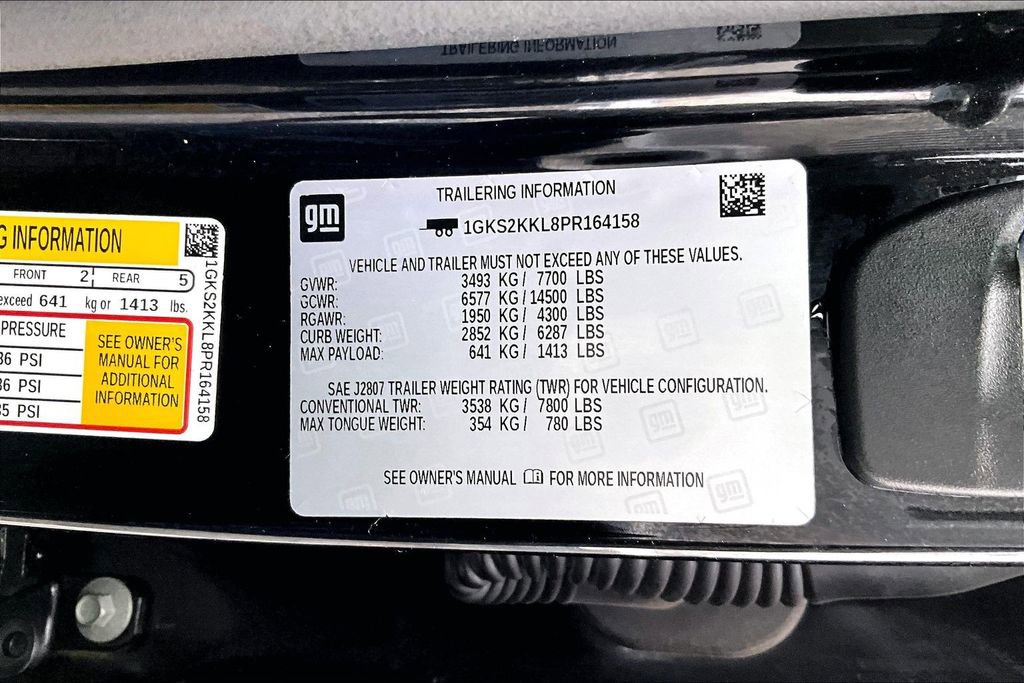 TRAILERING INFORMATION
G INFORMATION
FRONT 2 REAR 5
exceed 641 kg or 1413 lbs.
PRESSURE
36 PSI
36 PSI
35 PSI
SEE OWNER'S
MANUAL FOR
ADDITIONAL
INFORMATION
1GKS2KKL8PR164158
gm
TRAILERING INFORMATION
1GKS2KKL8PR164158
VEHICLE AND TRAILER MUST NOT EXCEED ANY OF THESE VALUES.
GVWR: 3493 KG / 7700 LBS
GCWR: 6577 KG / 14500 LBS
RGAWR: 1950 KG / 4300 LBS
CURB WEIGHT: 2852 KG / 6287 LBS
MAX PAYLOAD: 641 KG / 1413 LBS
SAE J2807 TRAILER WEIGHT RATING (TWR) FOR VEHICLE CONFIGURATION.
CONVENTIONAL TWR: 3538 KG / 7800 LBS
MAX TONGUE WEIGHT: 354 KG / 780 LBS
SEE OWNER'S MANUAL FOR MORE INFORMATION